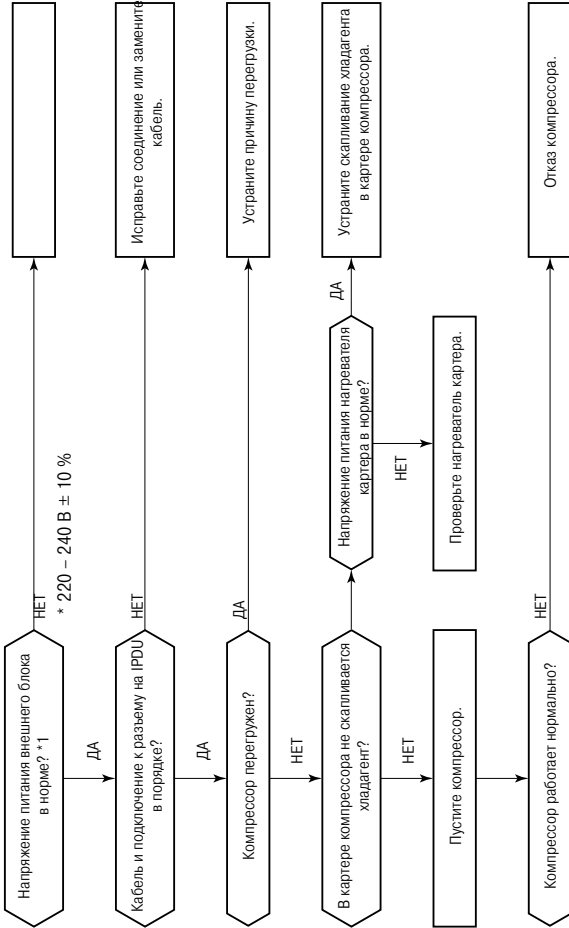 Напряжение питания внешнего блока
в норме? *1
НЕТ
* 220 – 240 В ± 10 %
ДА
Кабель и подключение к разъему на IPDU
в порядке?
НЕТ
Исправьте соединение или замените
кабель.
ДА
Компрессор перегружен?
ДА
Устраните причину перегрузки.
НЕТ
В картере компрессора не скапливается
хладагент?
Напряжение питания нагревателя
картера в норме?
ДА
Устраните скапливание хладагента
в картере компрессора.
НЕТ
НЕТ
Пустите компрессор.
Проверьте нагреватель картера.
Компрессор работает нормально?
НЕТ
Отказ компрессора.